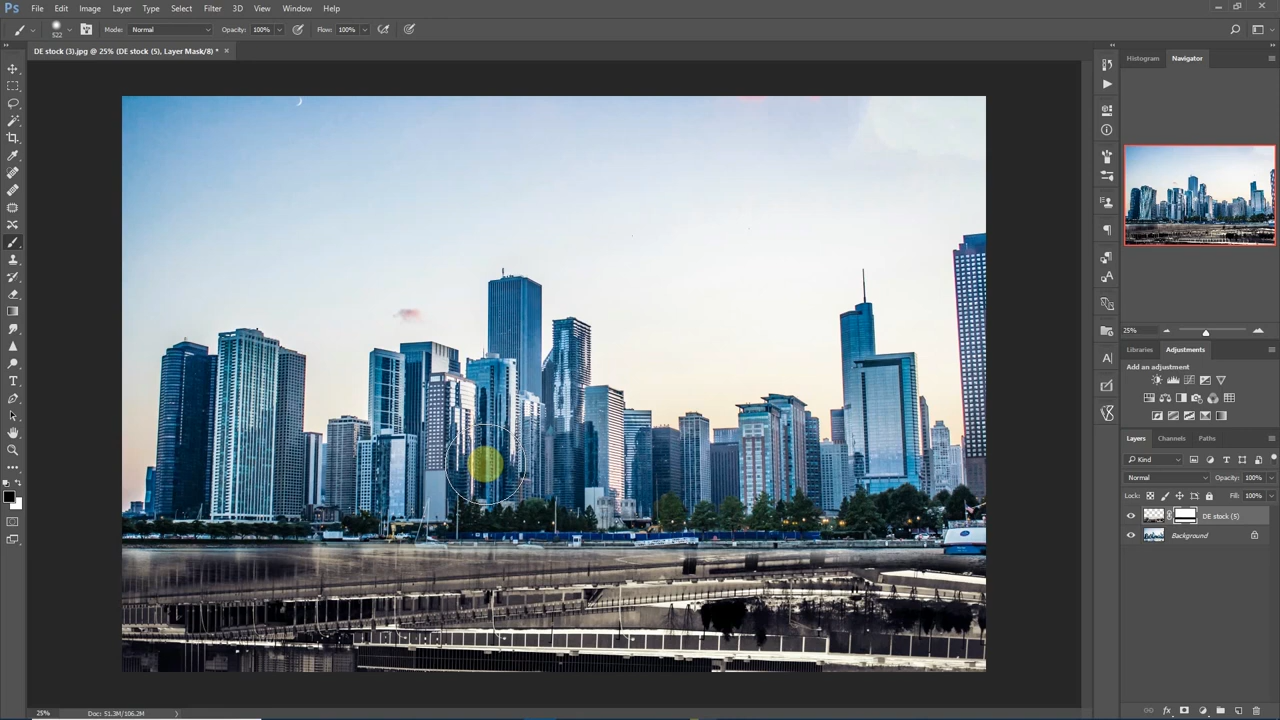 Ps File Edit Image Layer Type Select Filter 3D View Window Help
522 Mode: Normal Opacity: 100% Flow: 100%
DE stock (3).jpg @ 25% (DE stock (5), Layer Mask/8) * ×
Histogram Navigator
25%
Libraries Adjustments
Add an adjustment
Layers Channels Paths
Kind
Normal Opacity: 100%
Lock: Fill: 100%
DE stock (5)
Background
25% Doc: 51.3M/106.2M